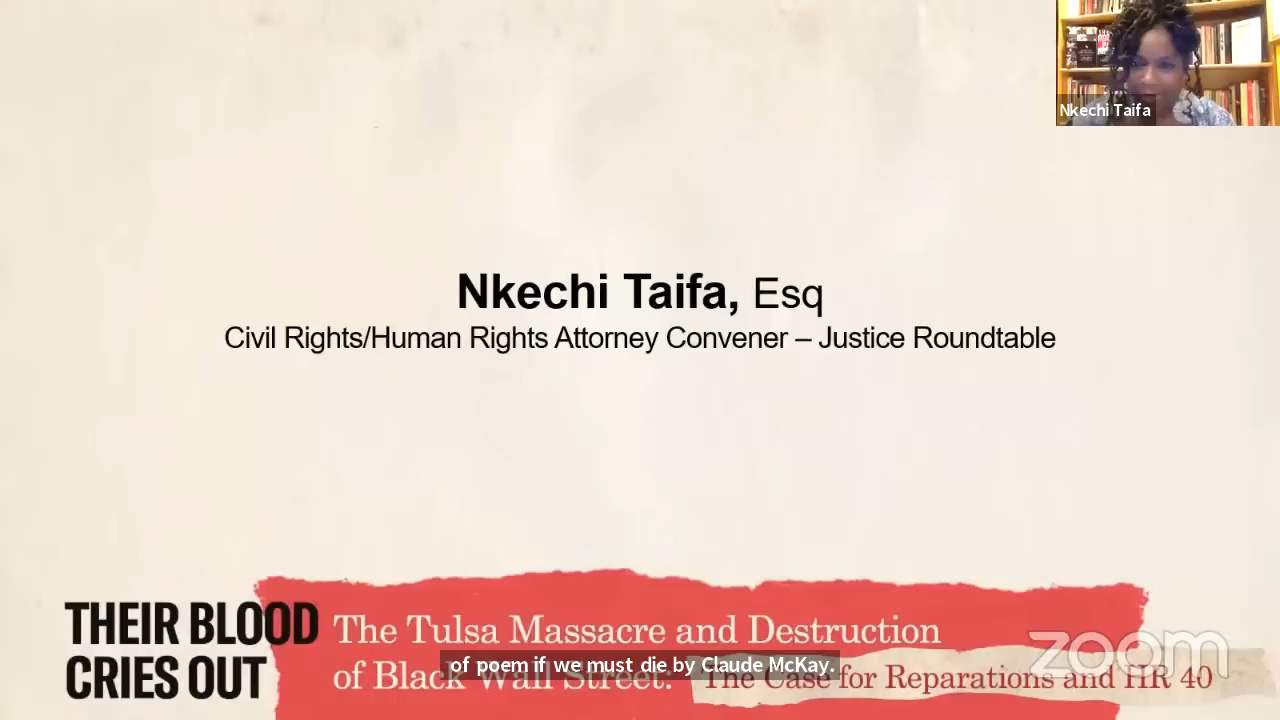 Nkechi Taifa
Nkechi Taifa, Esq
Civil Rights/Human Rights Attorney Convener – Justice Roundtable
THEIR BLOOD
CRIES OUT
The Tulsa Massacre and Destruction
of Black Wall Street: The Case for Reparations and HR 40
of poem if we must die by Claude McKay.
zoom